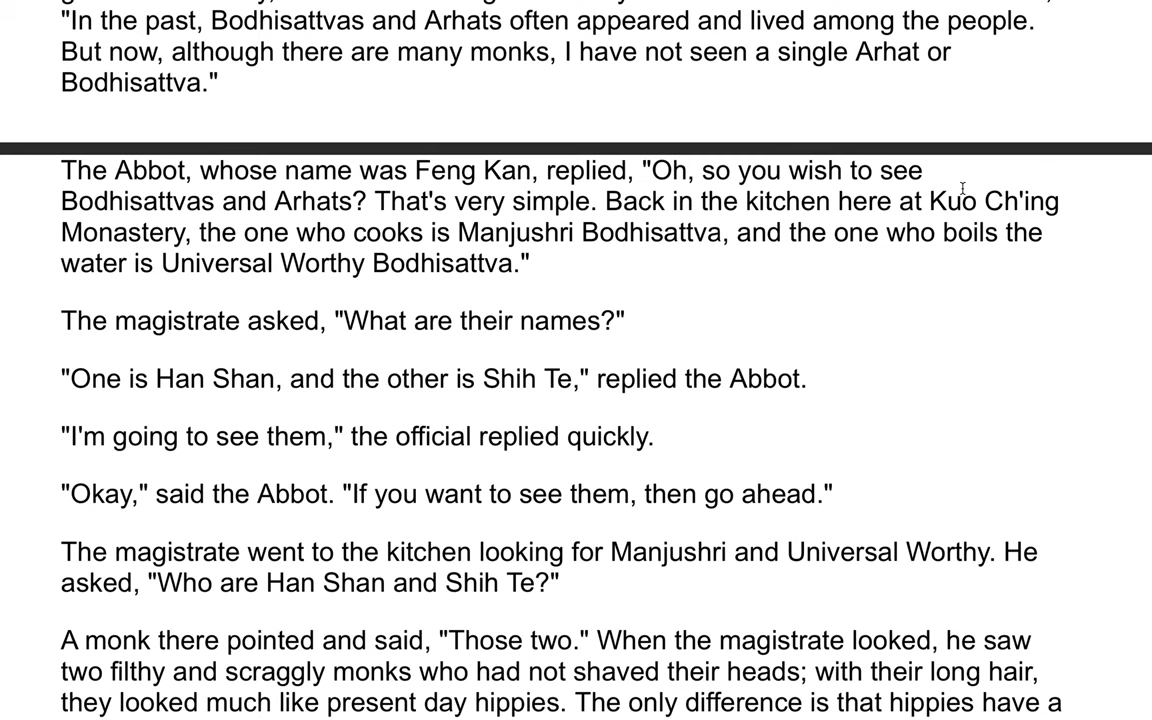 "In the past, Bodhisattvas and Arhats often appeared and lived among the people.
But now, although there are many monks, I have not seen a single Arhat or
Bodhisattva."
The Abbot, whose name was Feng Kan, replied, "Oh, so you wish to see
Bodhisattvas and Arhats? That's very simple. Back in the kitchen here at Kuo Ch'ing
Monastery, the one who cooks is Manjushri Bodhisattva, and the one who boils the
water is Universal Worthy Bodhisattva."
The magistrate asked, "What are their names?"
"One is Han Shan, and the other is Shih Te," replied the Abbot.
"I'm going to see them," the official replied quickly.
"Okay," said the Abbot. "If you want to see them, then go ahead."
The magistrate went to the kitchen looking for Manjushri and Universal Worthy. He
asked, "Who are Han Shan and Shih Te?"
A monk there pointed and said, "Those two." When the magistrate looked, he saw
two filthy and scraggly monks who had not shaved their heads; with their long hair,
they looked much like present day hippies. The only difference is that hippies have a